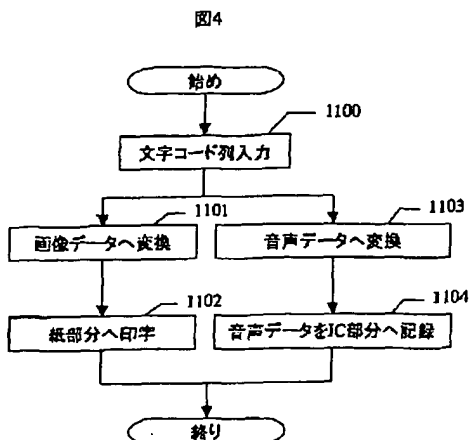 図4
始め
1100
文字コード列入力
1101
画像データへ変換
1103
音声データへ変換
1102
紙部分へ印字
1104
音声データをIC部分へ記録
終り